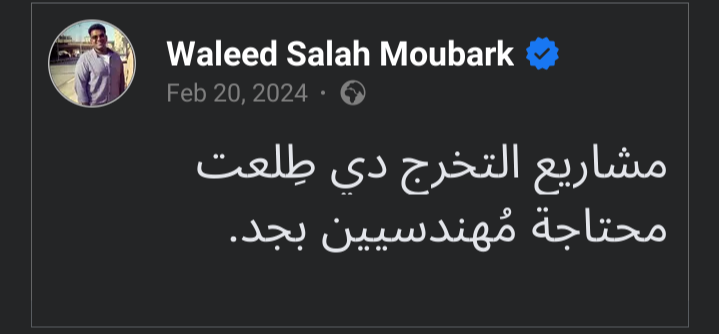 Waleed Salah Moubark
Feb 20, 2024 ·
مشاريع التخرج دي طِلعت
محتاجة مُهندسيين بجد.